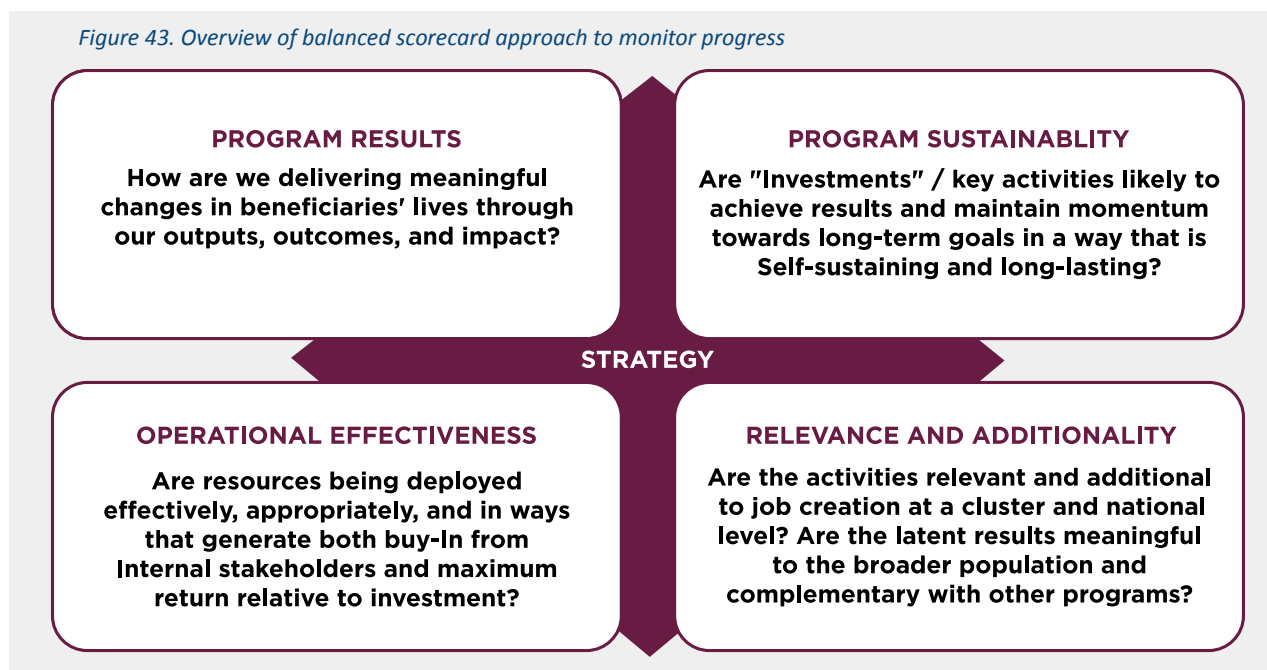 Figure 43. Overview of balanced scorecard approach to monitor progress
PROGRAM RESULTS
How are we delivering meaningful
changes in beneficiaries' lives through
our outputs, outcomes, and impact?
PROGRAM SUSTAINABLITY
Are "Investments" / key activities likely to
achieve results and maintain momentum
towards long-term goals in a way that is
Self-sustaining and long-lasting?
STRATEGY
OPERATIONAL EFFECTIVENESS
Are resources being deployed
effectively, appropriately, and in ways
that generate both buy-In from
Internal stakeholders and maximum
return relative to investment?
RELEVANCE AND ADDITIONALITY
Are the activities relevant and additional
to job creation at a cluster and national
level? Are the latent results meaningful
to the broader population and
complementary with other programs?